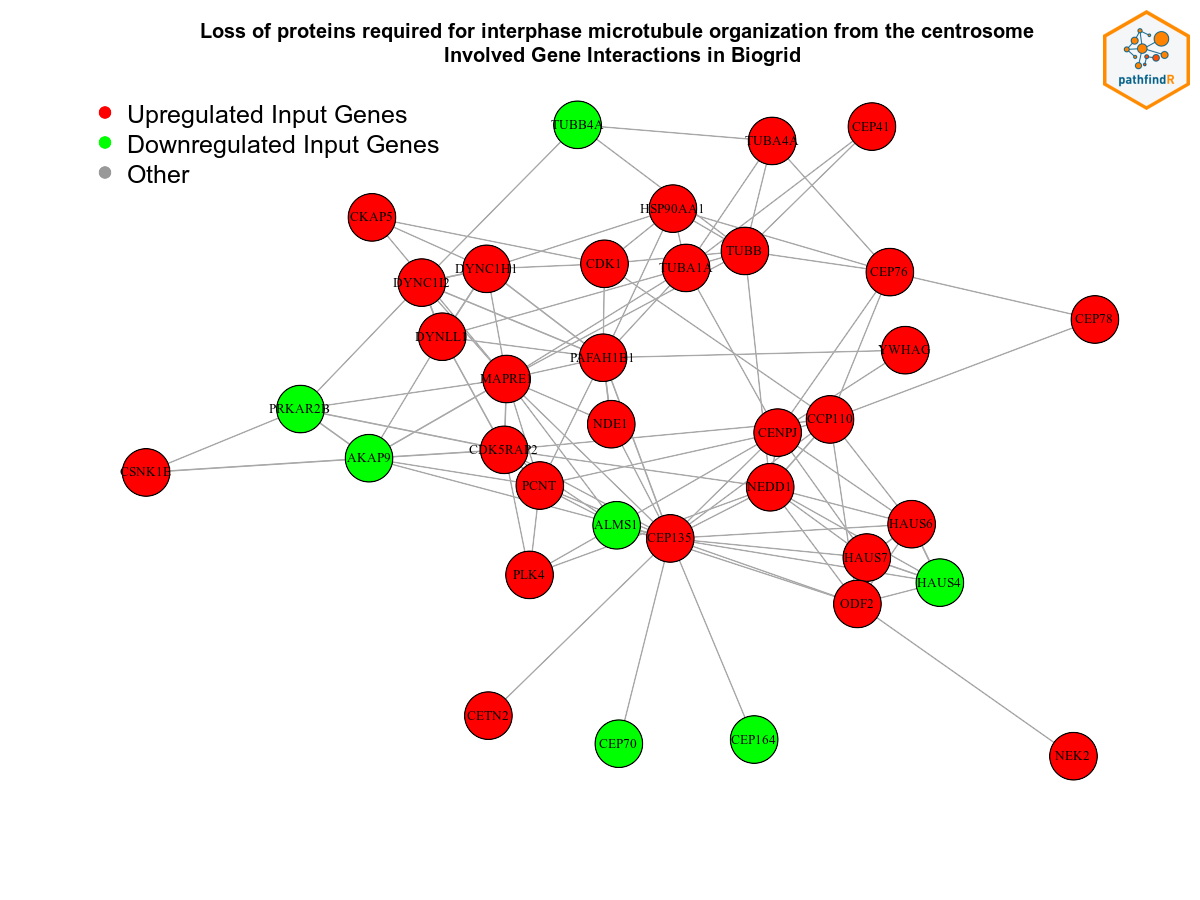 Loss of proteins required for interphase microtubule organization from the centrosome
Involved Gene Interactions in Biogrid
pathfindR
Upregulated Input Genes
Downregulated Input Genes
Other
TUBB4A
TUBA4A
CEP41
CKAP5
HSP90AA1
TUBB
CDK1
TUBA1A
DYNC1H1
DYNC1I2
CEP76
CEP78
DYNLL1
PAFAH1B1
YWHAG
MAPRE1
PRKAR2B
NDE1
CCP110
CENPJ
CDK5RAP2
AKAP9
CSNK1E
PCNT
NEDD1
ALMS1
CEP135
HAUS6
HAUS7
PLK4
HAUS4
ODF2
CETN2
CEP70
CEP164
NEK2